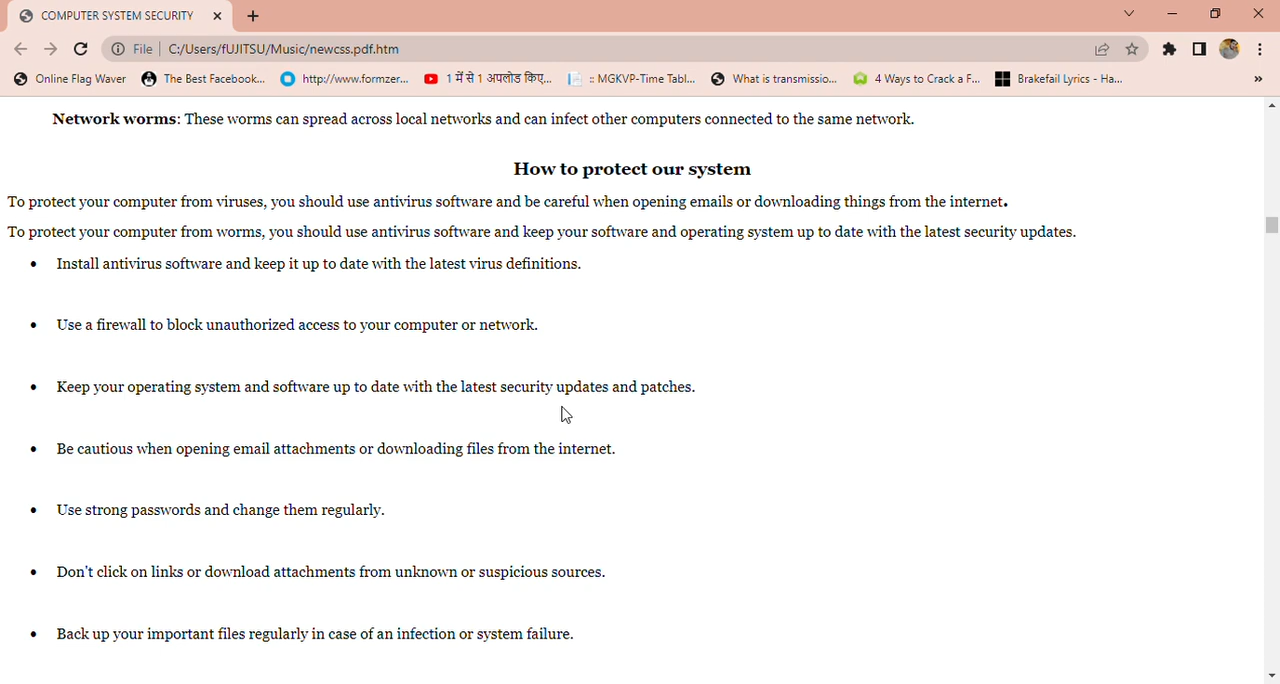 COMPUTER SYSTEM SECURITY
File
C:/Users/fUJITSU/Music/newcss.pdf.htm
Online Flag Waver
The Best Facebook...
http://www.formzer...
1 में से 1 अपलोड किए...
:: MGKVP-Time Tabl...
What is transmissio...
4 Ways to Crack a F...
Brakefail Lyrics - Ha...
Network worms: These worms can spread across local networks and can infect other computers connected to the same network.
How to protect our system
To protect your computer from viruses, you should use antivirus software and be careful when opening emails or downloading things from the internet.
To protect your computer from worms, you should use antivirus software and keep your software and operating system up to date with the latest security updates.
• Install antivirus software and keep it up to date with the latest virus definitions.
• Use a firewall to block unauthorized access to your computer or network.
• Keep your operating system and software up to date with the latest security updates and patches.
• Be cautious when opening email attachments or downloading files from the internet.
• Use strong passwords and change them regularly.
• Don't click on links or download attachments from unknown or suspicious sources.
• Back up your important files regularly in case of an infection or system failure.